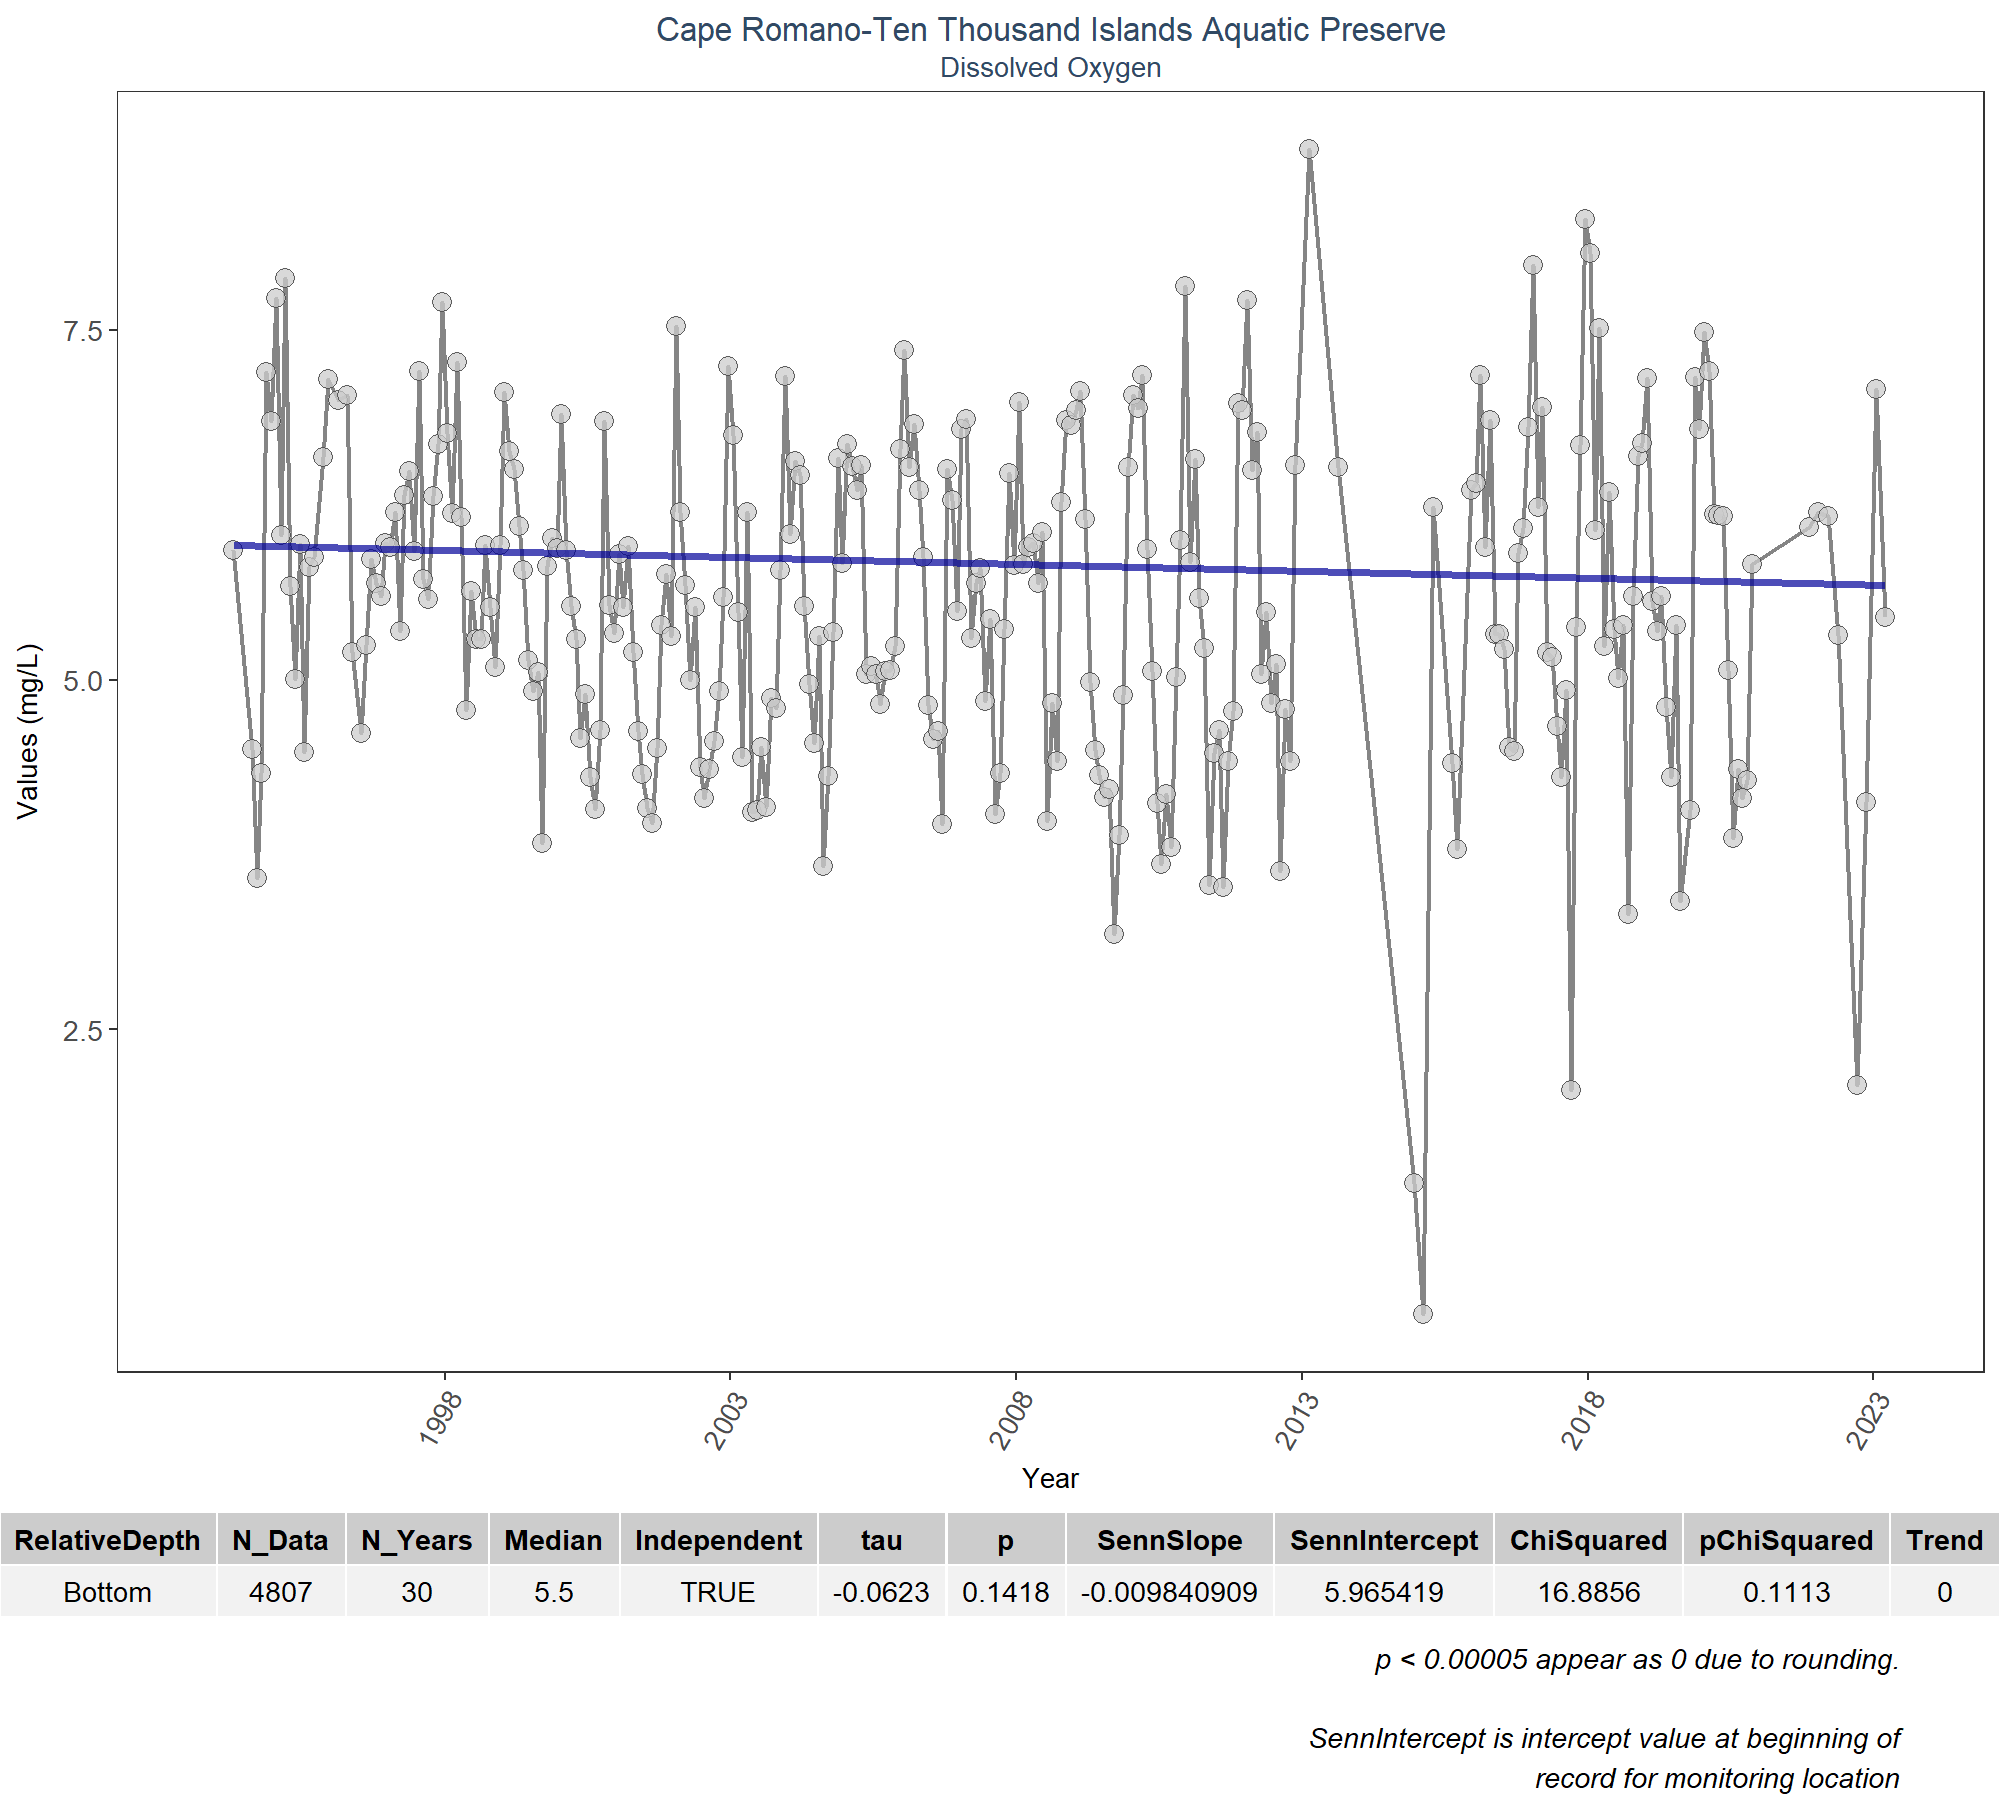 Cape Romano-Ten Thousand Islands Aquatic Preserve
Dissolved Oxygen
Values (mg/L)
7.5
5.0
2.5
1998
2003
2008
2013
2018
2023
Year
RelativeDepth N_Data N_Years Median Independent tau p SennSlope SennIntercept ChiSquared pChiSquared Trend
Bottom 4807 30 5.5 TRUE -0.0623 0.1418 -0.009840909 5.965419 16.8856 0.1113 0
p < 0.00005 appear as 0 due to rounding.
SennIntercept is intercept value at beginning of
record for monitoring location